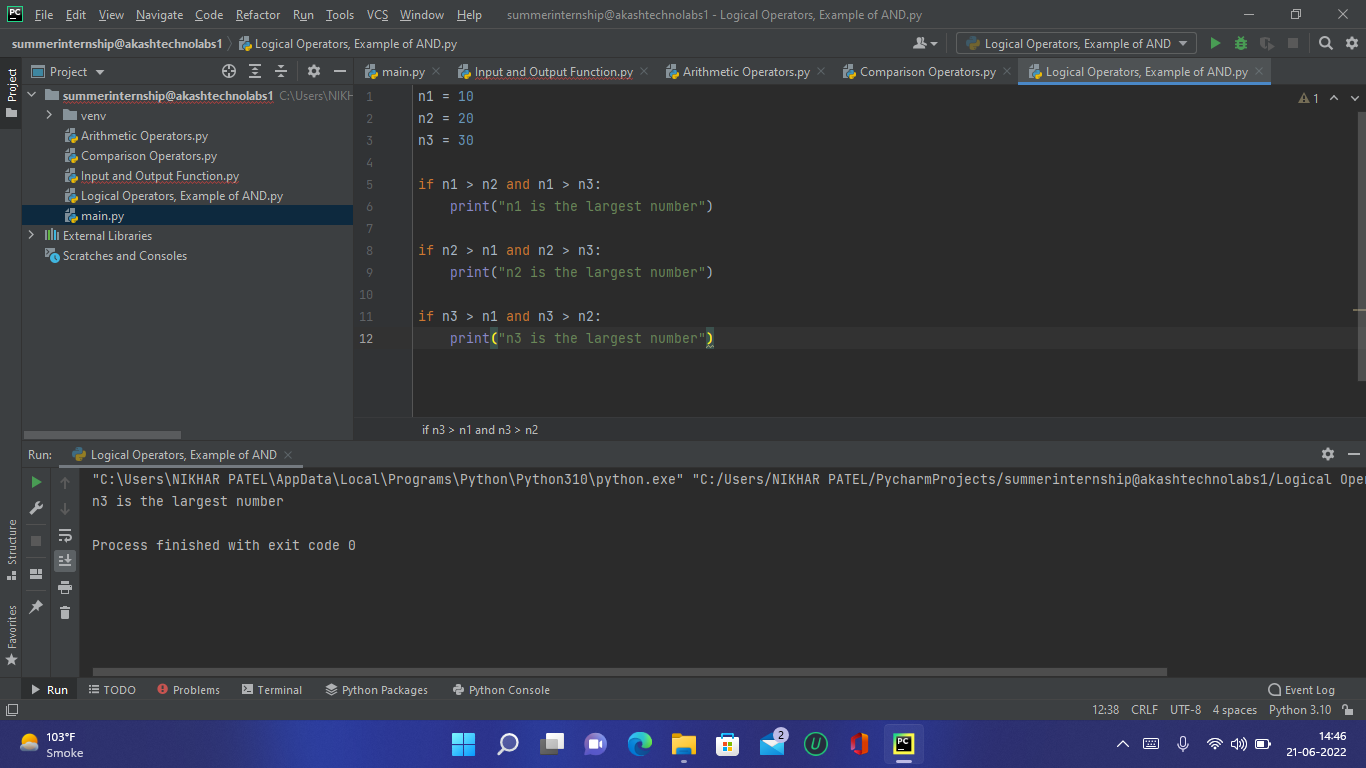 PC File Edit View Navigate Code Refactor Run Tools VCS Window Help summerinternship@akashtechnolabs1 - Logical Operators, Example of AND.py
summerinternship@akashtechnolabs1 Logical Operators, Example of AND.py Logical Operators, Example of AND
Project
Project
main.py Input and Output Function.py Arithmetic Operators.py Comparison Operators.py Logical Operators, Example of AND.py
summerinternship@akashtechnolabs1 C:\Users\NIKH
venv
Arithmetic Operators.py
Comparison Operators.py
Input and Output Function.py
Logical Operators, Example of AND.py
main.py
External Libraries
Scratches and Consoles
1 n1 = 10
2 n2 = 20
3 n3 = 30
4
5 if n1 > n2 and n1 > n3:
6     print("n1 is the largest number")
7
8 if n2 > n1 and n2 > n3:
9     print("n2 is the largest number")
10
11 if n3 > n1 and n3 > n2:
12     print("n3 is the largest number")
1
if n3 > n1 and n3 > n2
Run: Logical Operators, Example of AND
"C:\Users\NIKHAR PATEL\AppData\Local\Programs\Python\Python310\python.exe" "C:/Users/NIKHAR PATEL/PycharmProjects/summerinternship@akashtechnolabs1/Logical Ope
n3 is the largest number
Process finished with exit code 0
Structure
Favorites
Run TODO Problems Terminal Python Packages Python Console Event Log
12:38 CRLF UTF-8 4 spaces Python 3.10
103°F
Smoke
2
PC
14:46
21-06-2022